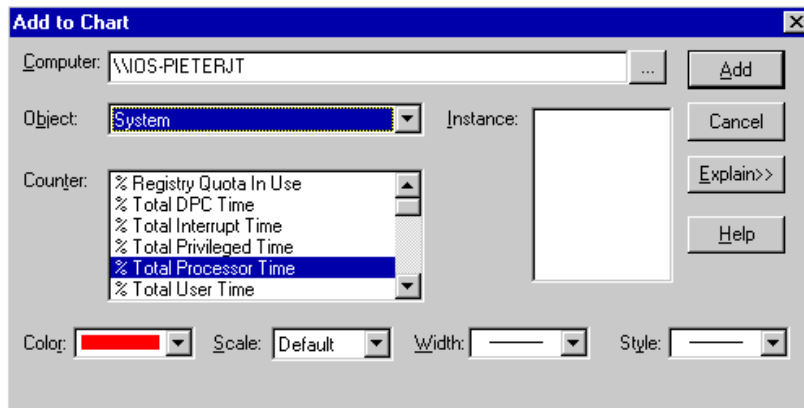 Add to Chart
Computer: \\IOS-PIETERJT ... Add
Object: System Instance: Cancel
Counter: % Registry Quota In Use Explain>>
% Total DPC Time
% Total Interrupt Time Help
% Total Privileged Time
% Total Processor Time
% Total User Time
Color: Scale: Default Width: Style: